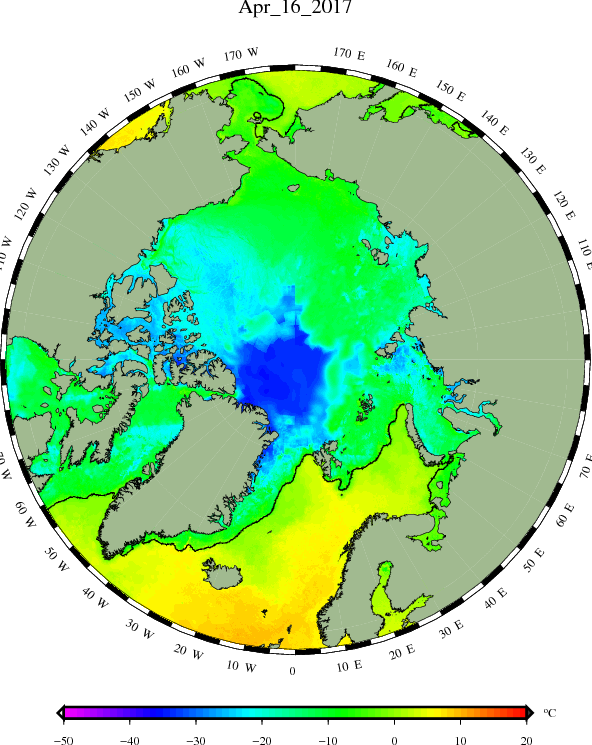 Apr_16_2017
170 W
170 E
160 W
160 E
150 W
150 E
140 W
140 E
130 W
130 E
120 W
120 E
110 E
60 W
70 E
50 W
60 E
40 W
50 E
30 W
40 E
20 W
30 E
10 W
20 E
0
10 E
°C
−50 −40 −30 −20 −10 0 10 20